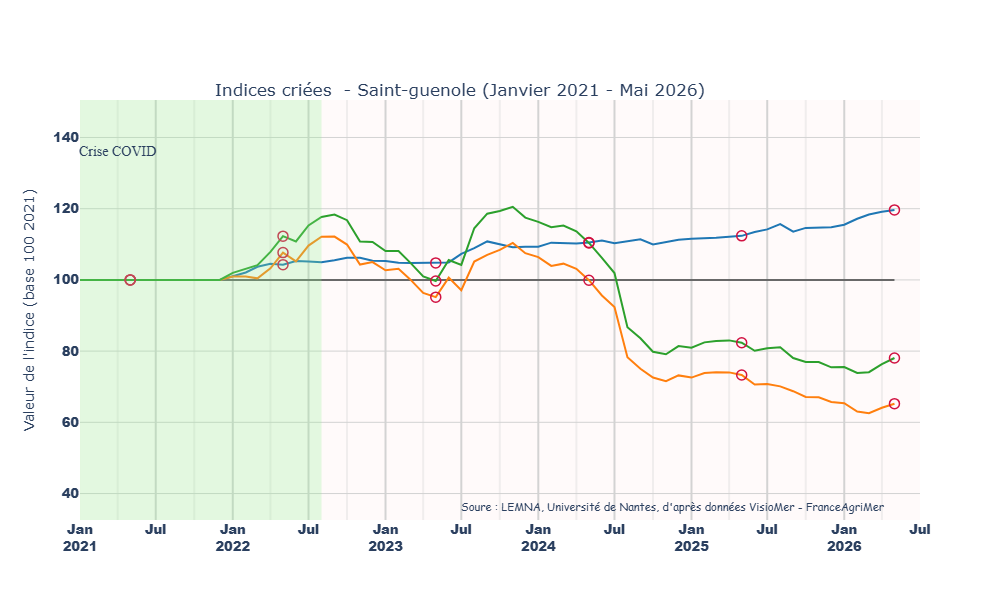 Indices criées  - Saint-guenole (Janvier 2021 - Mai 2026)
Valeur de l'indice (base 100 2021)
140
Crise COVID
120
100
80
60
40
Soure : LEMNA, Université de Nantes, d'après données VisioMer - FranceAgriMer
Jan Jul Jan Jul Jan Jul Jan Jul Jan Jul Jan Jul
2021 2022 2023 2024 2025 2026